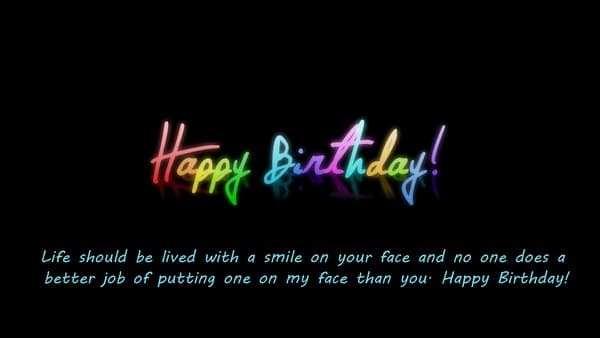 Happy Birthday!
Life should be lived with a smile on your face and no one does a
better job of putting one on my face than you. Happy Birthday!